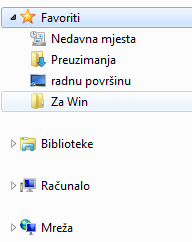 Favoriti
Nedavna mjesta
Preuzimanja
radnu površinu
Za Win
Biblioteke
Računalo
Mreža